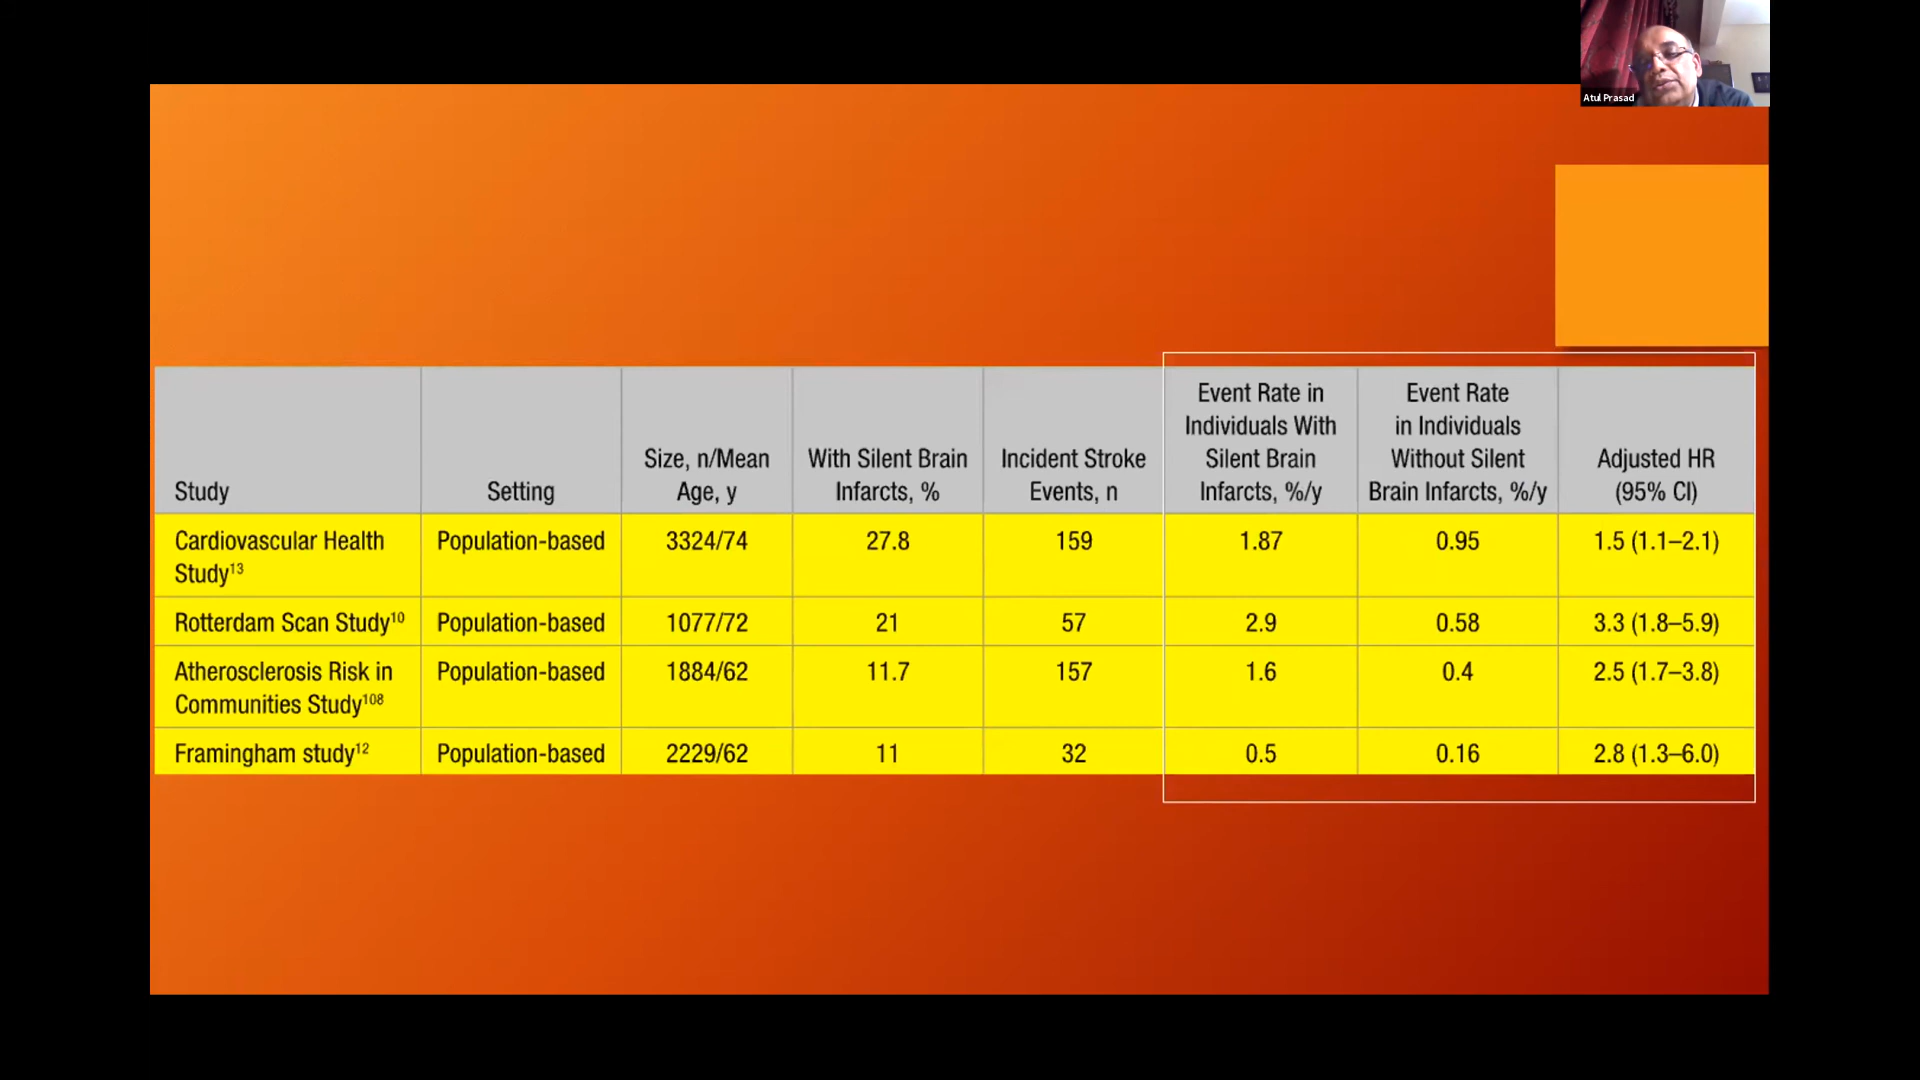 Atul Prasad
Study
Setting
Size, n/Mean
Age, y
With Silent Brain
Infarcts, %
Incident Stroke
Events, n
Event Rate in
Individuals With
Silent Brain
Infarcts, %/y
Event Rate
in Individuals
Without Silent
Brain Infarcts, %/y
Adjusted HR
(95% CI)
Cardiovascular Health
Study¹³
Population-based
3324/74
27.8
159
1.87
0.95
1.5 (1.1–2.1)
Rotterdam Scan Study¹⁰
Population-based
1077/72
21
57
2.9
0.58
3.3 (1.8–5.9)
Atherosclerosis Risk in
Communities Study¹⁰⁸
Population-based
1884/62
11.7
157
1.6
0.4
2.5 (1.7–3.8)
Framingham study¹²
Population-based
2229/62
11
32
0.5
0.16
2.8 (1.3–6.0)